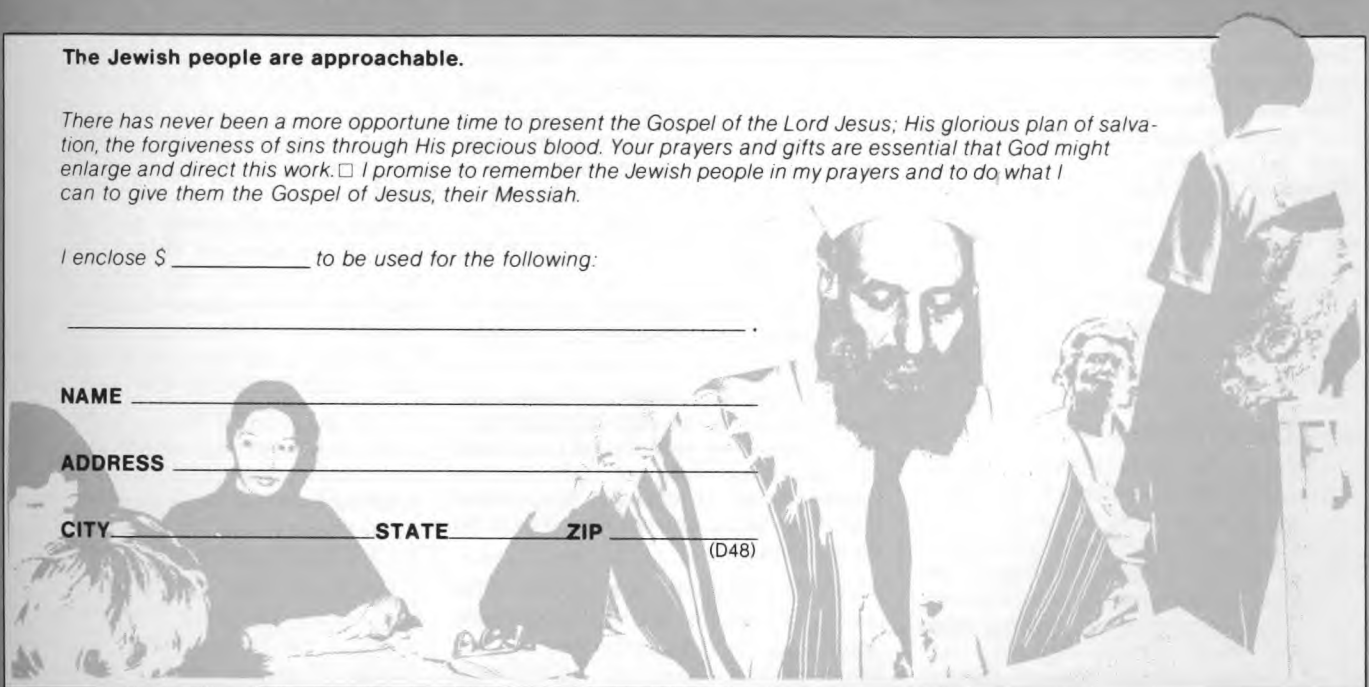 The Jewish people are approachable.
There has never been a more opportune time to present the Gospel of the Lord Jesus; His glorious plan of salva-
tion, the forgiveness of sins through His precious blood. Your prayers and gifts are essential that God might
enlarge and direct this work. □ I promise to remember the Jewish people in my prayers and to do what I
can to give them the Gospel of Jesus, their Messiah.
I enclose $ ____________ to be used for the following:
____________.
NAME ____________
ADDRESS ____________
CITY____________STATE____________ZIP ____________
(D48)